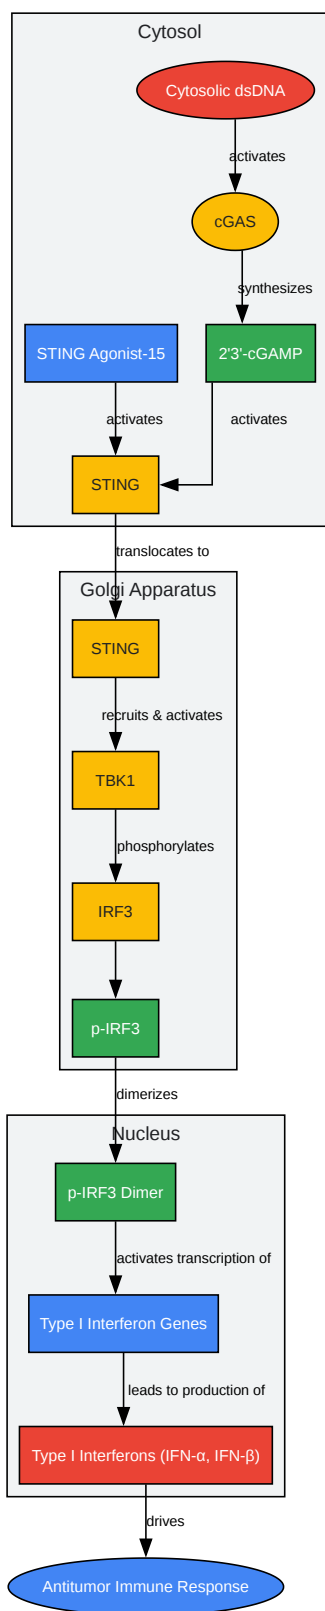 Cytosol
Cytosolic dsDNA
activates
cGAS
synthesizes
STING Agonist-15
2'3'-cGAMP
activates
activates
STING
translocates to
Golgi Apparatus
STING
recruits & activates
TBK1
phosphorylates
IRF3
p-IRF3
dimerizes
Nucleus
p-IRF3 Dimer
activates transcription of
Type I Interferon Genes
leads to production of
Type I Interferons (IFN-α, IFN-β)
drives
Antitumor Immune Response